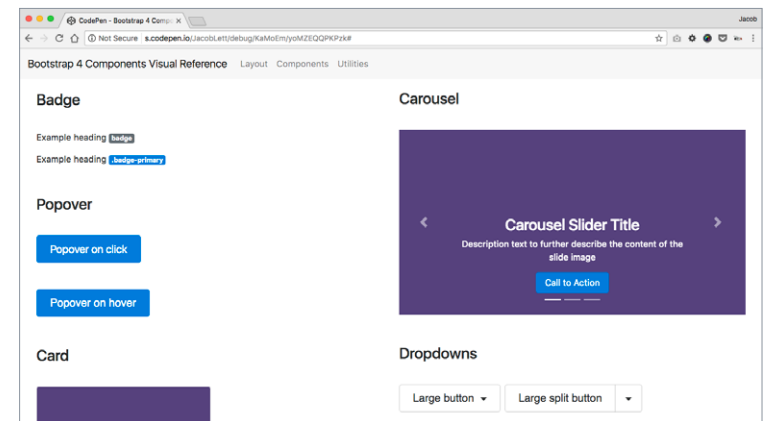 CodePen - Bootstrap 4 Compo
Jacob
Not Secure s.codepen.io/JacobLett/debug/KaMoEm/yoMZEQQPKPzk#
Bootstrap 4 Components Visual Reference Layout Components Utilities
Badge
Example heading badge
Example heading .badge-primary
Popover
Popover on click
Popover on hover
Card
Carousel
Carousel Slider Title
Description text to further describe the content of the
slide image
Call to Action
Dropdowns
Large button Large split button